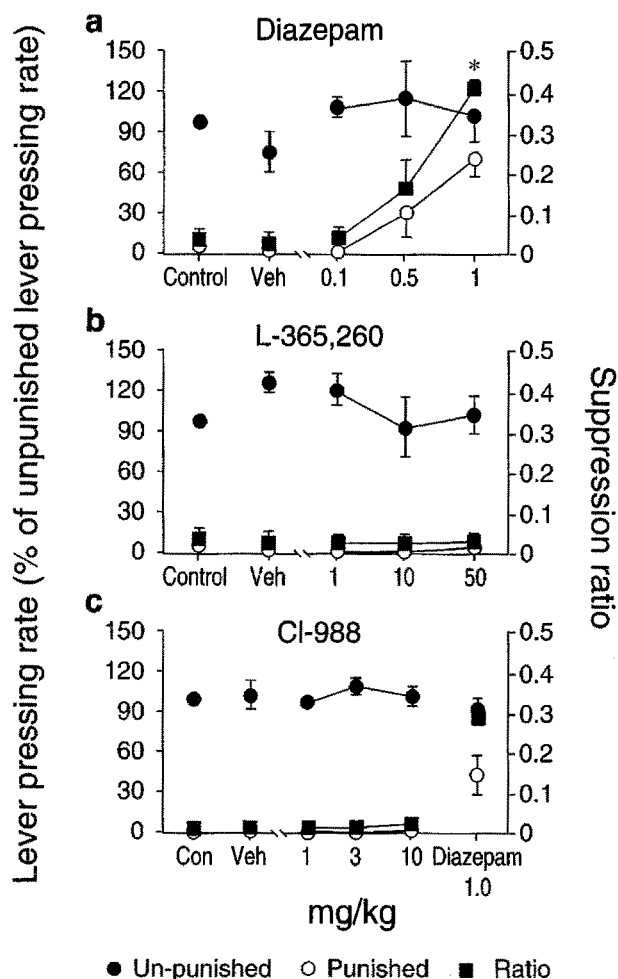 Lever pressing rate (% of unpunished lever pressing rate)
a
Diazepam
150
120
90
60
30
0
0.5
0.4
0.3
0.2
0.1
0
*
Control Veh 0.1 0.5 1
b
L-365,260
150
120
90
60
30
0
0.5
0.4
0.3
0.2
0.1
0
Control Veh 1 10 50
c
CI-988
150
120
90
60
30
0
0.5
0.4
0.3
0.2
0.1
0
Con Veh 1 3 10 Diazepam
1.0
Suppression ratio
mg/kg
Un-punished Punished Ratio